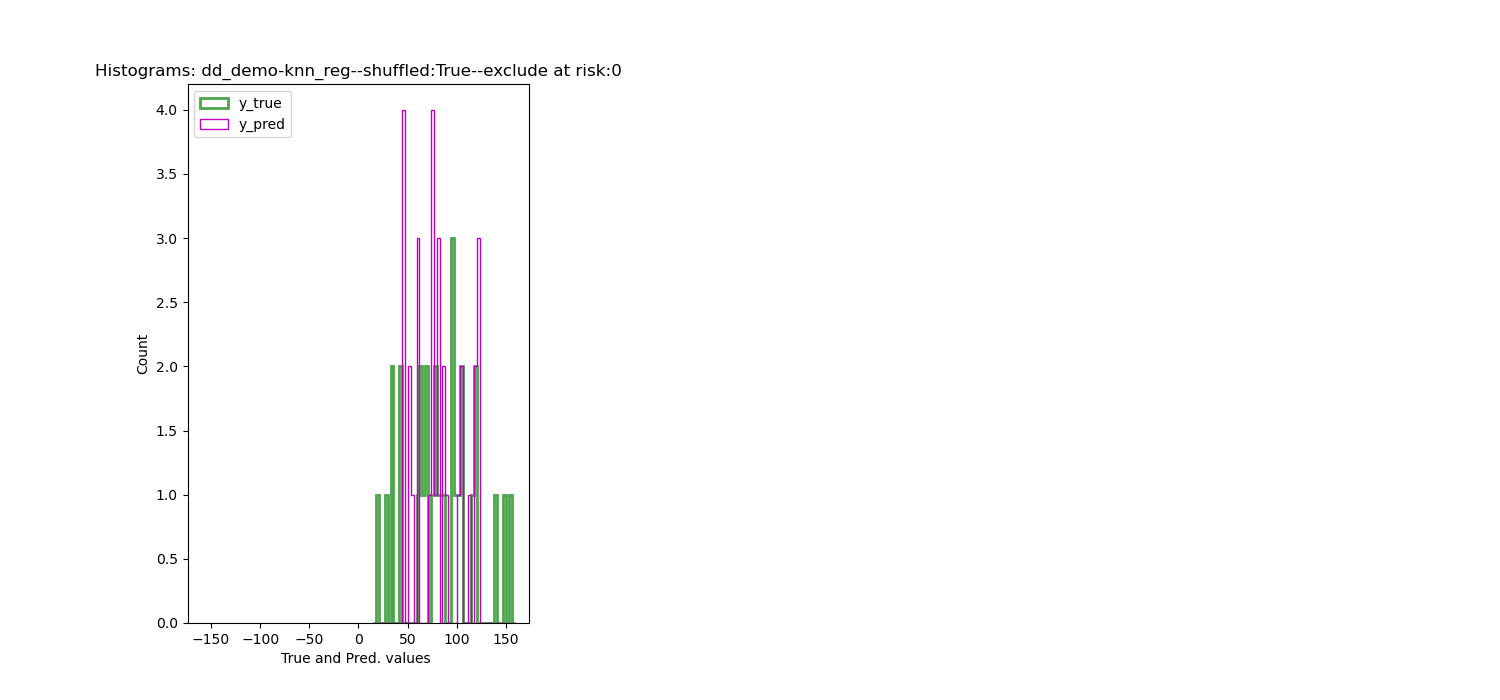 Histograms: dd_demo-knn_reg--shuffled:True--exclude at risk:0
y_true
y_pred
4.0
3.5
3.0
2.5
2.0
1.5
1.0
0.5
0.0
Count
−150 −100 −50 0 50 100 150
True and Pred. values